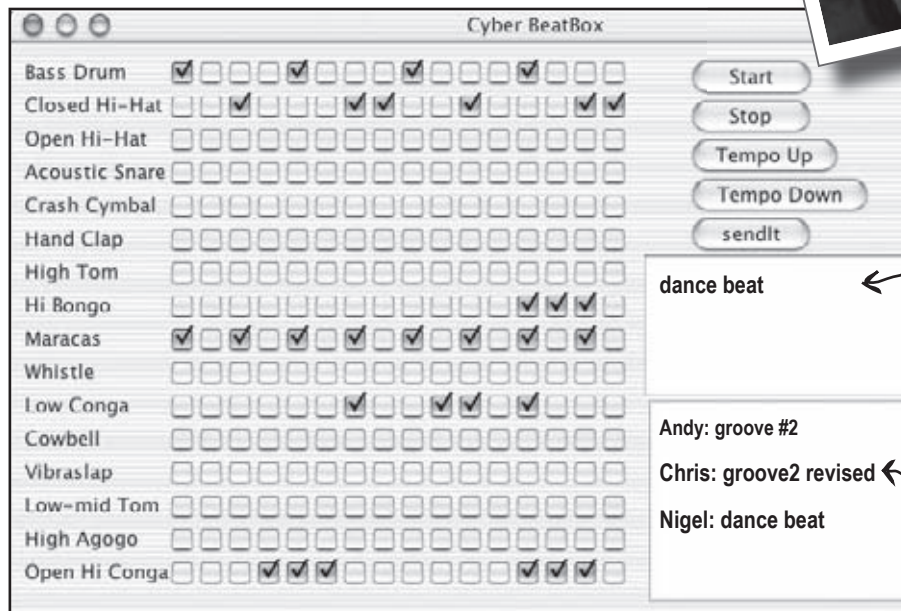 Cyber BeatBox
Bass Drum
Closed Hi-Hat
Open Hi-Hat
Acoustic Snare
Crash Cymbal
Hand Clap
High Tom
Hi Bongo
Maracas
Whistle
Low Conga
Cowbell
Vibraslap
Low-mid Tom
High Agogo
Open Hi Conga
Start
Stop
Tempo Up
Tempo Down
sendIt
dance beat
Andy: groove #2
Chris: groove2 revised
Nigel: dance beat